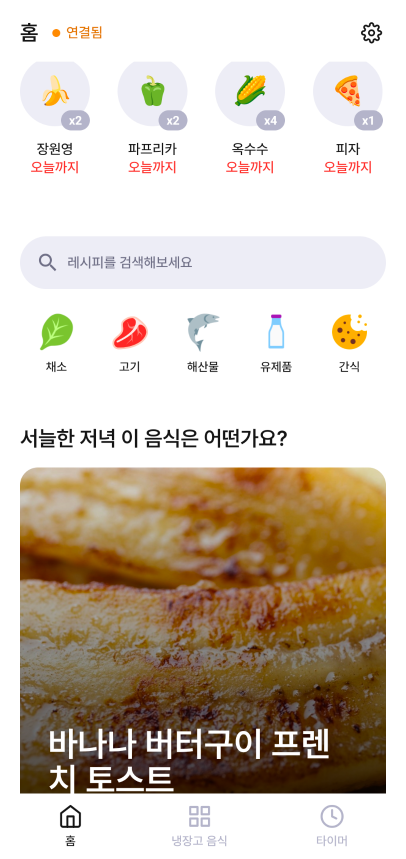 홈 연결됨
x2 x2 x4 x1
장원영 파프리카 옥수수 피자
오늘까지 오늘까지 오늘까지 오늘까지
레시피를 검색해보세요
채소 고기 해산물 유제품 간식
서늘한 저녁 이 음식은 어떤가요?
바나나 버터구이 프렌
치 토스트
홈 냉장고 음식 타이머